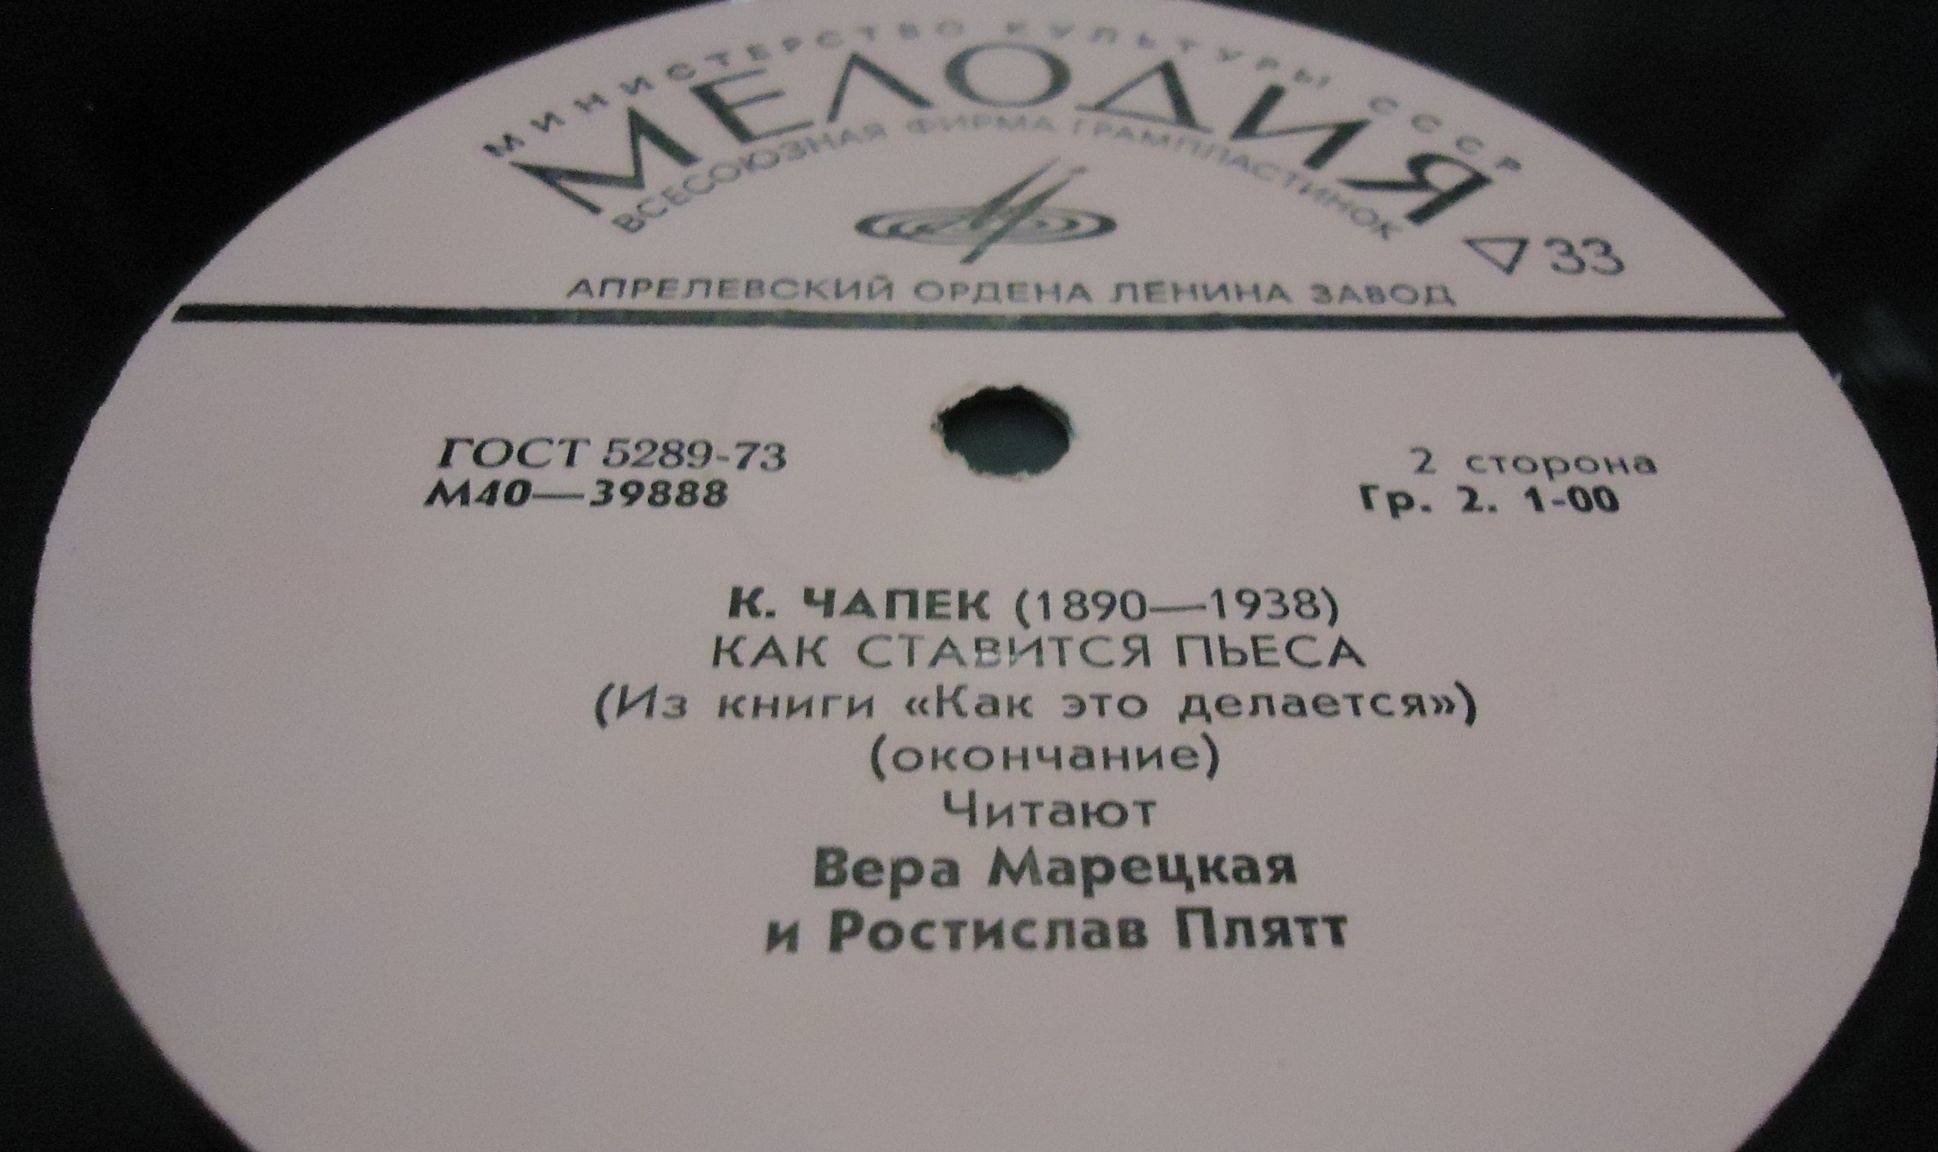 МИНИСТЕРСТВО КУЛЬТУРЫ СССР
МЕЛОДИЯ
ВСЕСОЮЗНАЯ ФИРМА ГРАМПЛАСТИНОК
▽ 33
АПРЕЛЕВСКИЙ ОРДЕНА ЛЕНИНА ЗАВОД
ГОСТ 5289-73
М40—39888
2 сторона
Гр. 2. 1-00
К. ЧАПЕК (1890—1938)
КАК СТАВИТСЯ ПЬЕСА
(Из книги «Как это делается»)
(окончание)
Читают
Вера Марецкая
и Ростислав Плятт